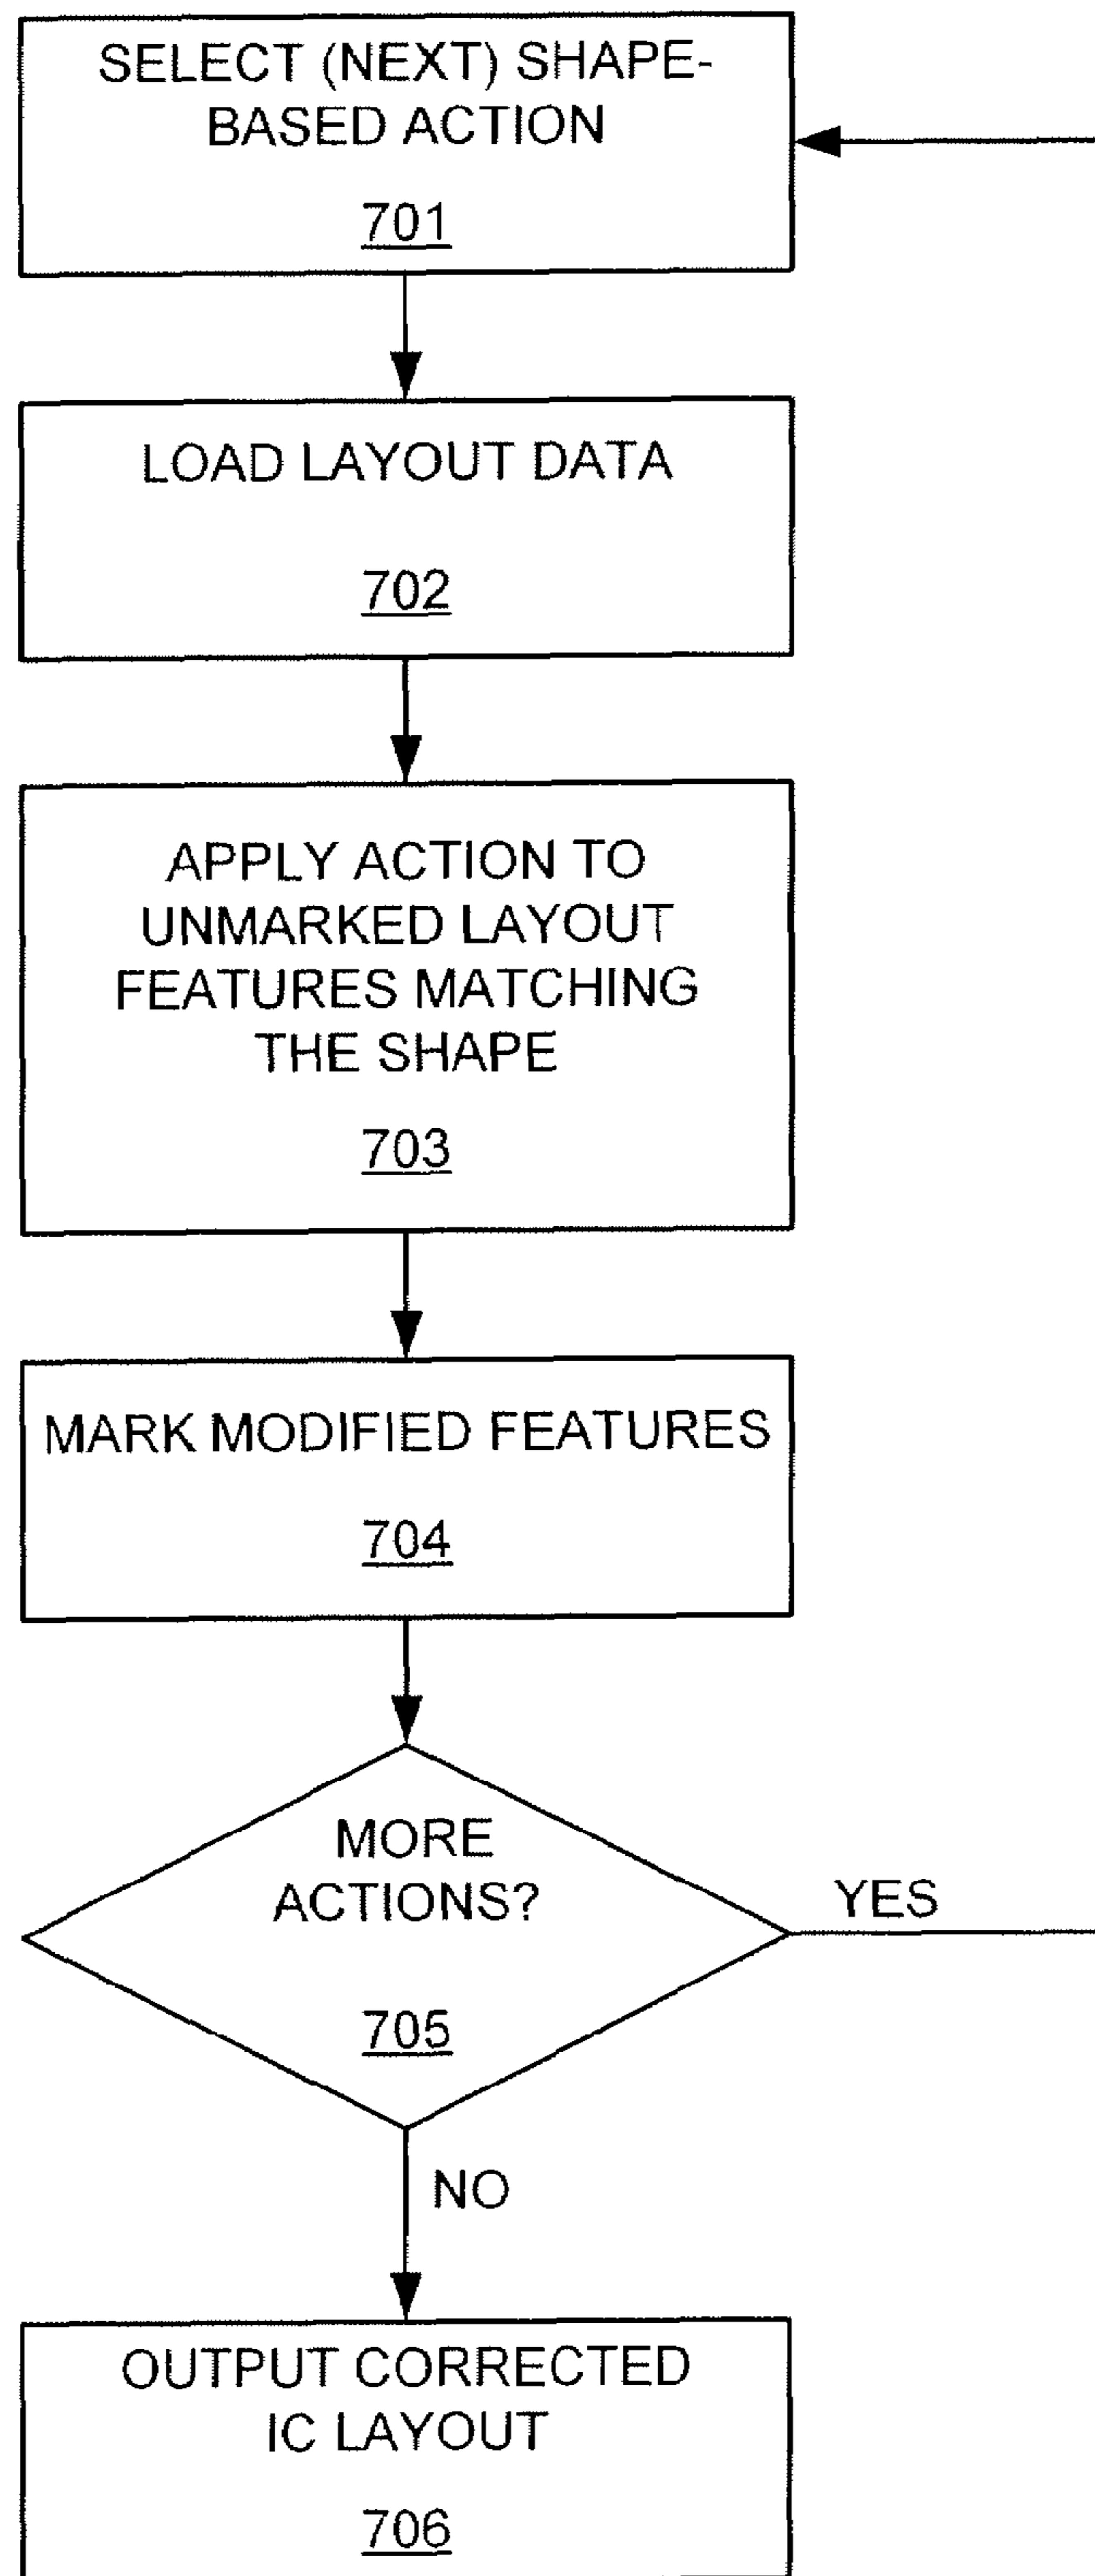 SELECT (NEXT) SHAPE-
BASED ACTION
701
LOAD LAYOUT DATA
702
APPLY ACTION TO
UNMARKED LAYOUT
FEATURES MATCHING
THE SHAPE
703
MARK MODIFIED FEATURES
704
MORE
ACTIONS?
705
YES
NO
OUTPUT CORRECTED
IC LAYOUT
706